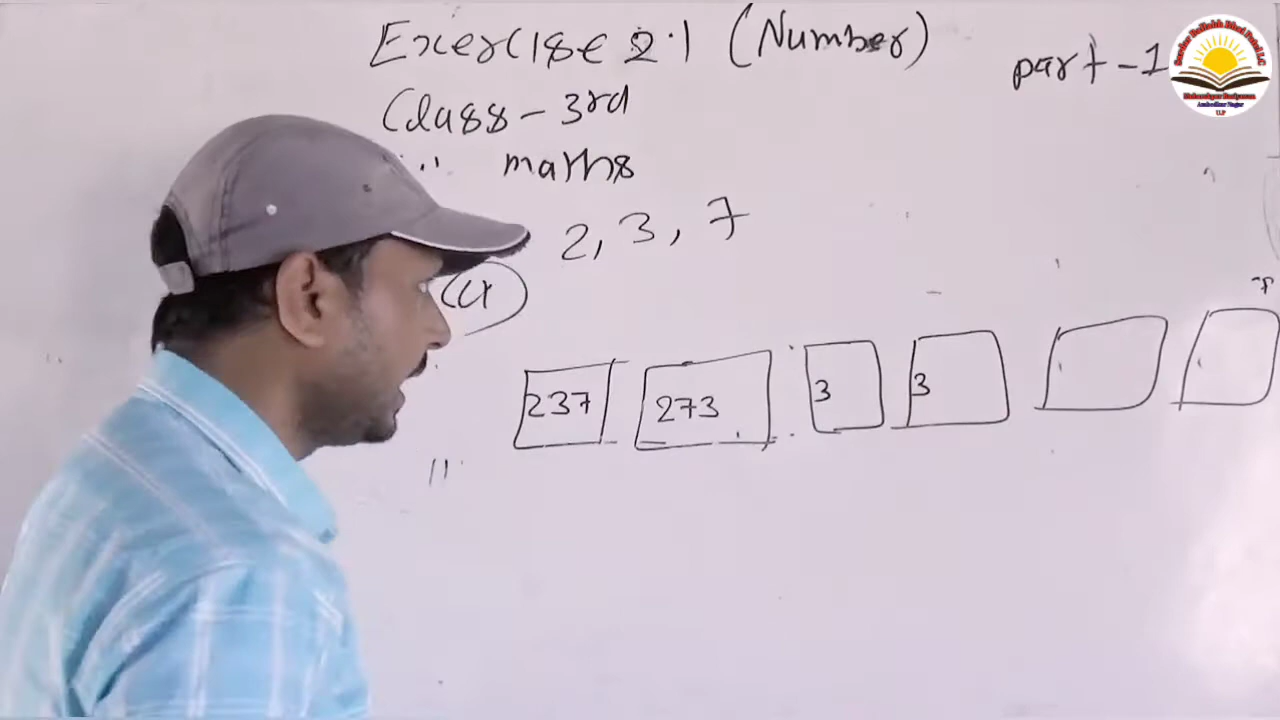 Exercise 2.1 (Number)
part-1
Class-3rd
" maths
2, 3, 7
237 273 3 3
"